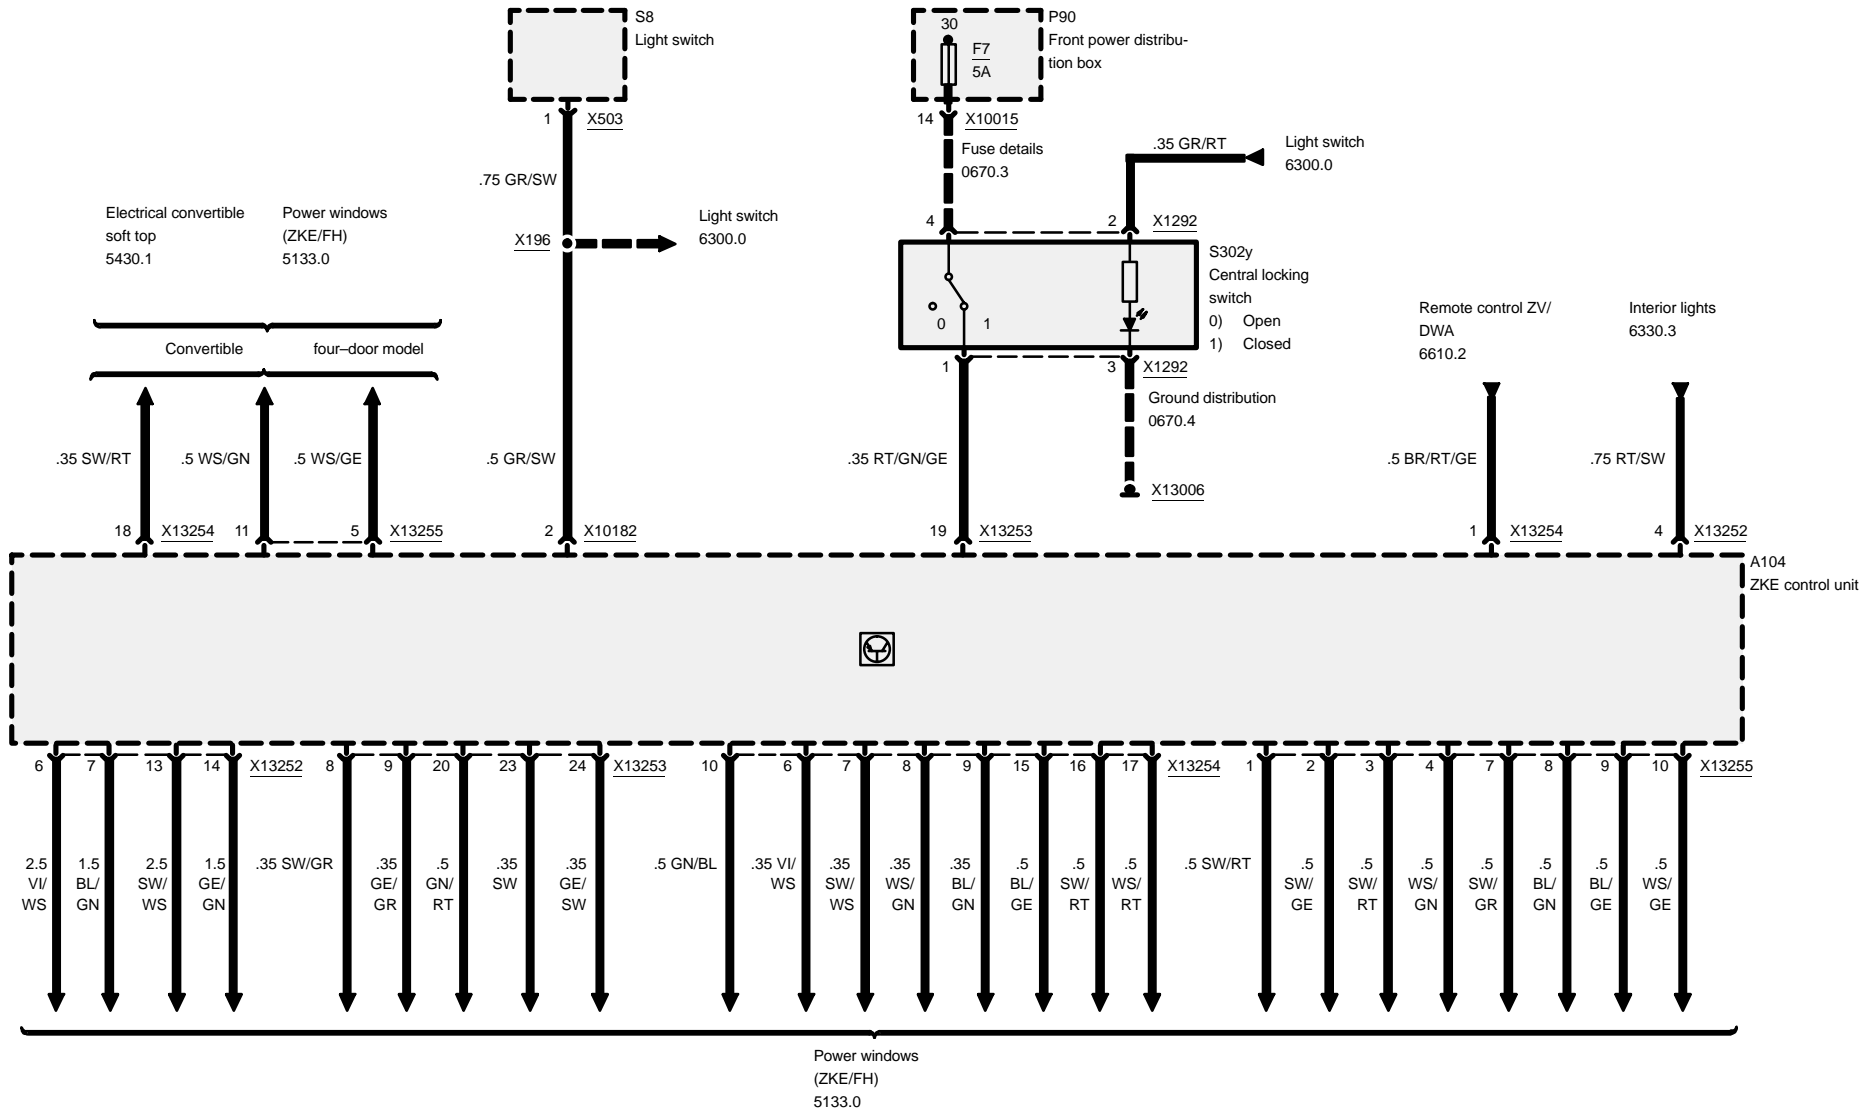 S8
Light switch
P90
Front power distribu-
tion box
30
F7
5A
1
X503
14
X10015
Fuse details
0670.3
.35 GR/RT
Light switch
6300.0
.75 GR/SW
Electrical convertible
soft top
5430.1
Power windows
(ZKE/FH)
5133.0
X196
Light switch
6300.0
4
2
X1292
S302y
Central locking
switch
0) Open
1) Closed
0
1
Remote control ZV/
DWA
6610.2
Interior lights
6330.3
Convertible
four–door model
1
3
X1292
Ground distribution
0670.4
.35 SW/RT
.5 WS/GN
.5 WS/GE
.5 GR/SW
.35 RT/GN/GE
.5 BR/RT/GE
.75 RT/SW
X13006
18
X13254
11
5
X13255
2
X10182
19
X13253
1
X13254
4
X13252
A104
ZKE control unit
6
7
13
14
X13252
8
9
20
23
24
X13253
10
6
7
8
9
15
16
17
X13254
1
2
3
4
7
8
9
10
X13255
2.5
VI/
WS
1.5
BL/
GN
2.5
SW/
WS
1.5
GE/
GN
.35 SW/GR
.35
GE/
GR
.5
GN/
RT
.35
SW
.35
GE/
SW
.5 GN/BL
.35 VI/
WS
.35
SW/
WS
.35
WS/
GN
.35
BL/
GN
.5
BL/
GE
.5
SW/
RT
.5
WS/
RT
.5 SW/RT
.5
SW/
GE
.5
SW/
RT
.5
WS/
GN
.5
SW/
GR
.5
BL/
GN
.5
BL/
GE
.5
WS/
GE
Power windows
(ZKE/FH)
5133.0